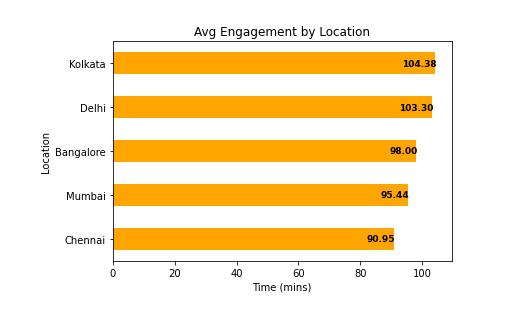 Avg Engagement by Location
Kolkata 104.38
Delhi 103.30
Bangalore 98.00
Mumbai 95.44
Chennai 90.95
Location
0 20 40 60 80 100
Time (mins)